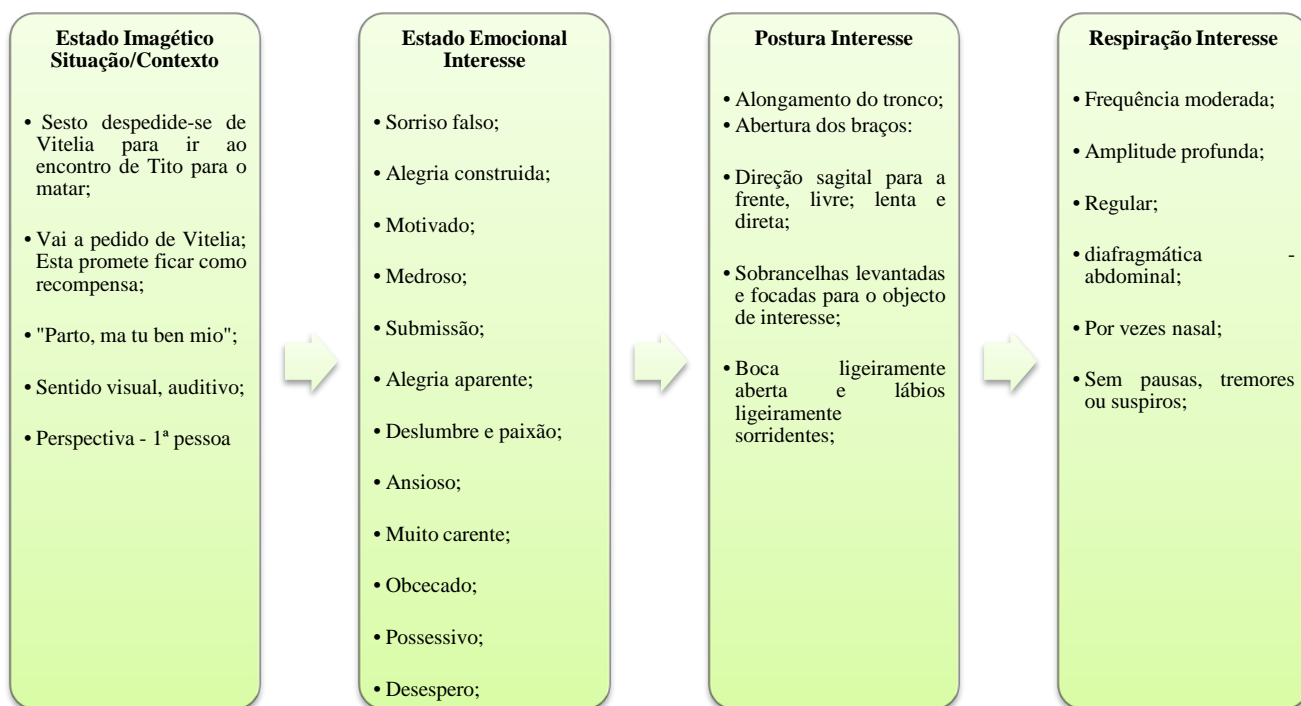 Estado Imagético
Situação/Contexto
• Sesto despedide-se de
Vitelia para ir ao
encontro de Tito para o
matar;
• Vai a pedido de Vitelia;
Esta promete ficar como
recompensa;
• "Parto, ma tu ben mio";
• Sentido visual, auditivo;
• Perspectiva - 1ª pessoa
Estado Emocional
Interesse
• Sorriso falso;
• Alegria construida;
• Motivado;
• Medroso;
• Submissão;
• Alegria aparente;
• Deslumbre e paixão;
• Ansioso;
• Muito carente;
• Obcecado;
• Possessivo;
• Desespero;
Postura Interesse
• Alongamento do tronco;
• Abertura dos braços:
• Direção sagital para a
frente, livre; lenta e
direta;
• Sobrancelhas levantadas
e focadas para o objecto
de interesse;
• Boca ligeiramente
aberta e lábios
ligeiramente
sorridentes;
Respiração Interesse
• Frequência moderada;
• Amplitude profunda;
• Regular;
• diafragmática -
abdominal;
• Por vezes nasal;
• Sem pausas, tremores
ou suspiros;